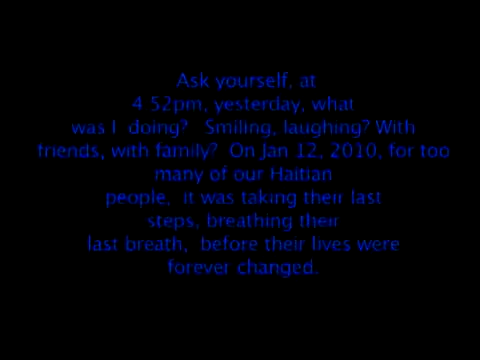 Ask yourself, at
4 52pm, yesterday, what
was I doing? Smiling, laughing? With
friends, with family? On Jan 12, 2010, for too
many of our Haitian
people, it was taking their last
steps, breathing their
last breath, before their lives were
forever changed.